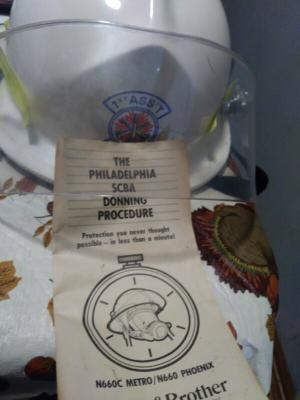 1ST ASS'T
THE
PHILADELPHIA
SCBA
DONNING
PROCEDURE
Protection you never thought
possible — in less than a minute!
N660C METRO/N660 PHOENIX
& Brother